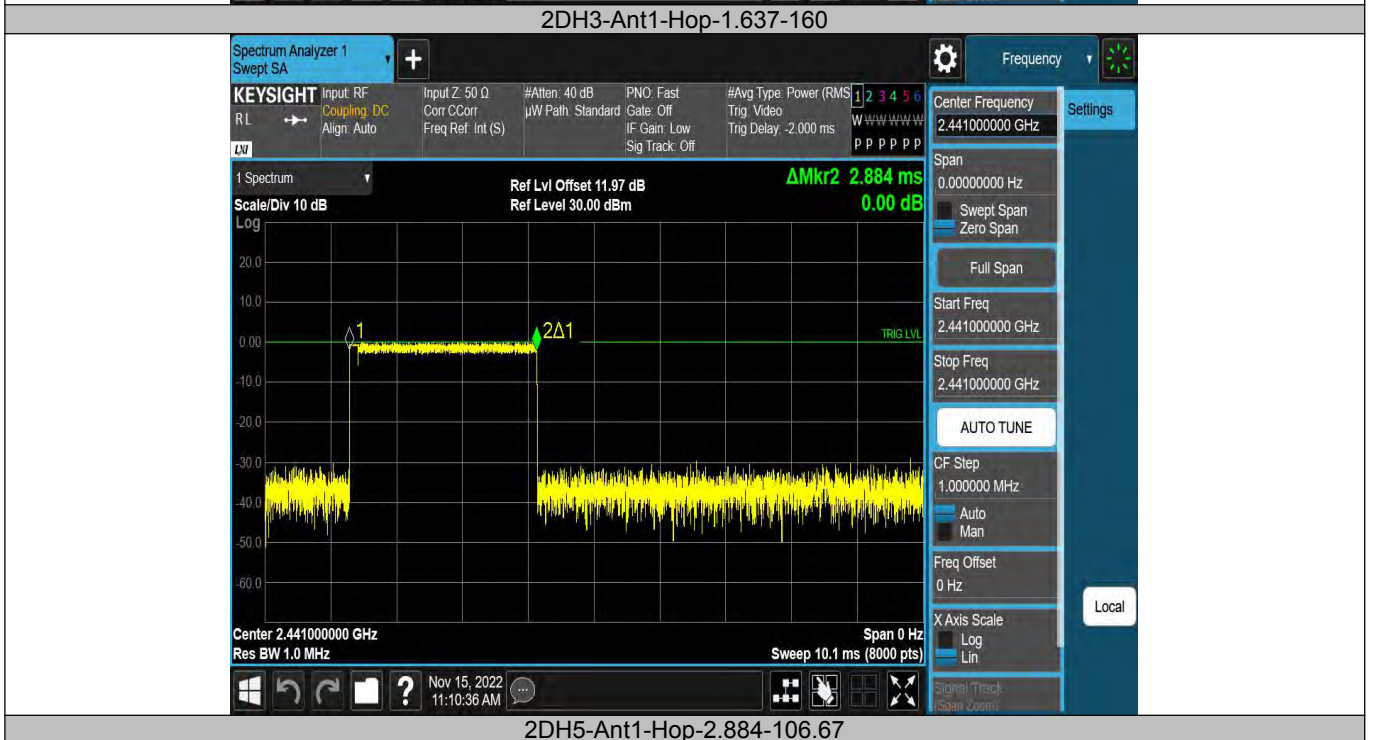 2DH3-Ant1-Hop-1.637-160
Spectrum Analyzer 1
Swept SA
+
Frequency
KEYSIGHT
RL
LXI
Input: RF
Coupling: DC
Align: Auto
Input Z: 50 Ω
Corr CCorr
Freq Ref: Int (S)
#Atten: 40 dB
µW Path: Standard
PNO: Fast
Gate: Off
IF Gain: Low
Sig Track: Off
#Avg Type: Power (RMS
Trig: Video
Trig Delay: -2.000 ms
1 2 3 4 5 6
W W W W W W
P P P P P P
Center Frequency
2.441000000 GHz
Settings
Span
0.00000000 Hz
Swept Span
Zero Span
Full Span
Start Freq
2.441000000 GHz
Stop Freq
2.441000000 GHz
AUTO TUNE
CF Step
1.000000 MHz
Auto
Man
Freq Offset
0 Hz
X Axis Scale
Log
Lin
Signal Track
(Span Zoom)
Local
1 Spectrum
Scale/Div 10 dB
Log
Ref Lvl Offset 11.97 dB
Ref Level 30.00 dBm
ΔMkr2 2.884 ms
0.00 dB
20.0
10.0
0.00
-10.0
-20.0
-30.0
-40.0
-50.0
-60.0
1
2Δ1
TRIG LVL
Center 2.441000000 GHz
Res BW 1.0 MHz
Span 0 Hz
Sweep 10.1 ms (8000 pts)
?
Nov 15, 2022
11:10:36 AM
2DH5-Ant1-Hop-2.884-106.67